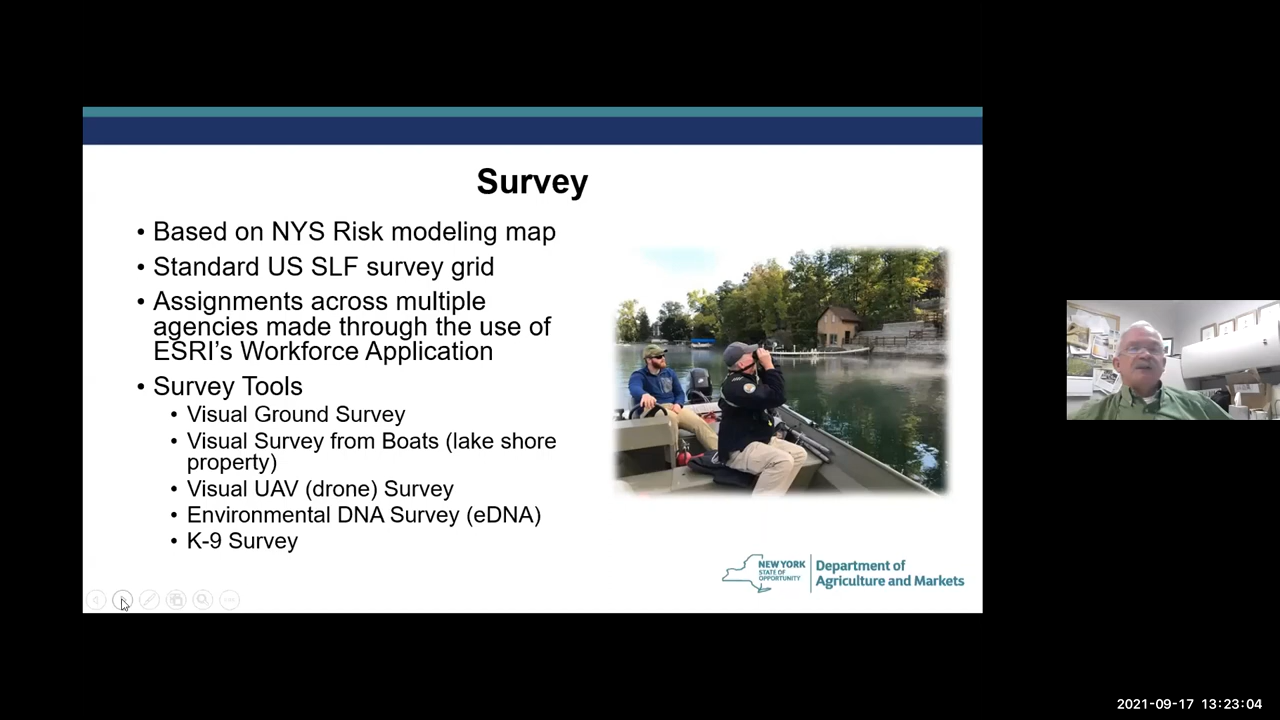 Survey
• Based on NYS Risk modeling map
• Standard US SLF survey grid
• Assignments across multiple
agencies made through the use of
ESRI's Workforce Application
• Survey Tools
• Visual Ground Survey
• Visual Survey from Boats (lake shore
property)
• Visual UAV (drone) Survey
• Environmental DNA Survey (eDNA)
• K-9 Survey
NEW YORK
STATE OF
OPPORTUNITY
Department of
Agriculture and Markets
2021-09-17 13:23:04